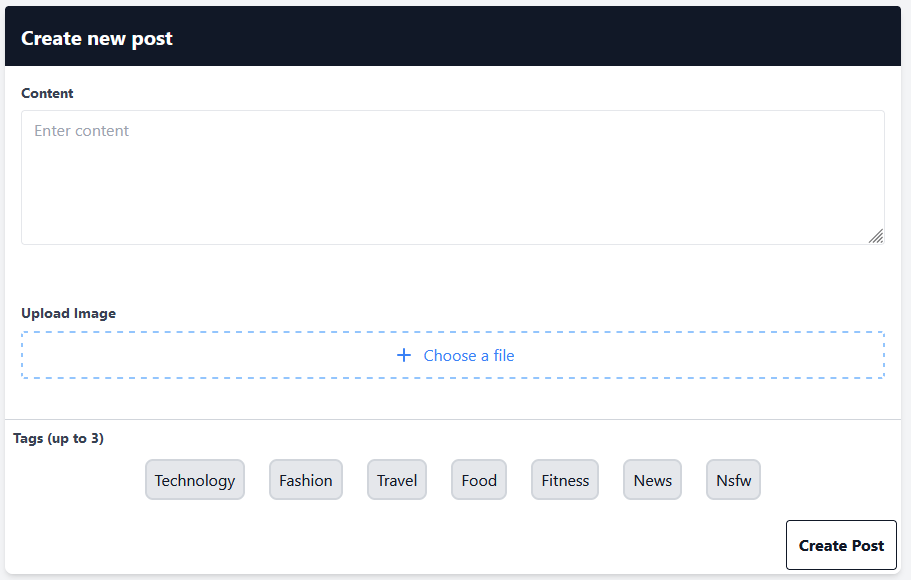 Create new post
Content
Enter content
Upload Image
+ Choose a file
Tags (up to 3)
Technology Fashion Travel Food Fitness News Nsfw
Create Post